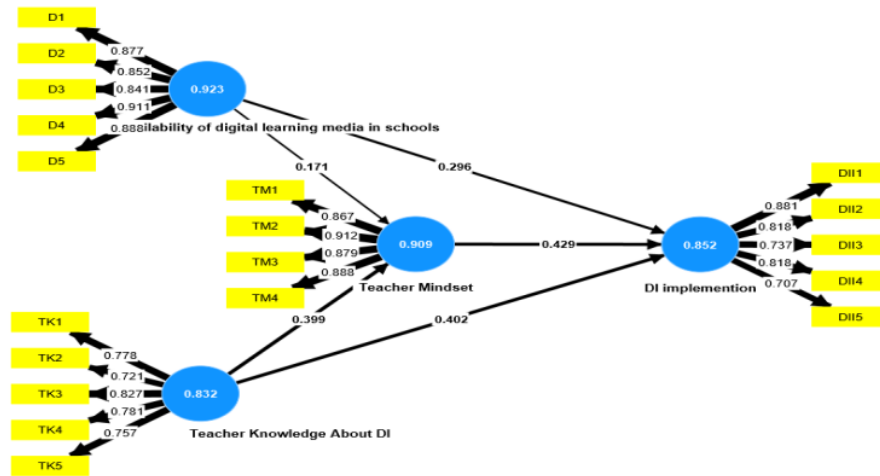 D1
D2
D3
D4
D5
0.877
0.852
0.841
0.911
0.888
0.923
ilability of digital learning media in schools
0.171
0.296
TM1
TM2
TM3
TM4
0.867
0.912
0.879
0.888
0.909
Teacher Mindset
0.429
0.399
0.402
DII1
DII2
DII3
DII4
DII5
0.881
0.818
0.737
0.818
0.707
0.852
DI implemention
TK1
TK2
TK3
TK4
TK5
0.778
0.721
0.827
0.781
0.757
0.832
Teacher Knowledge About DI